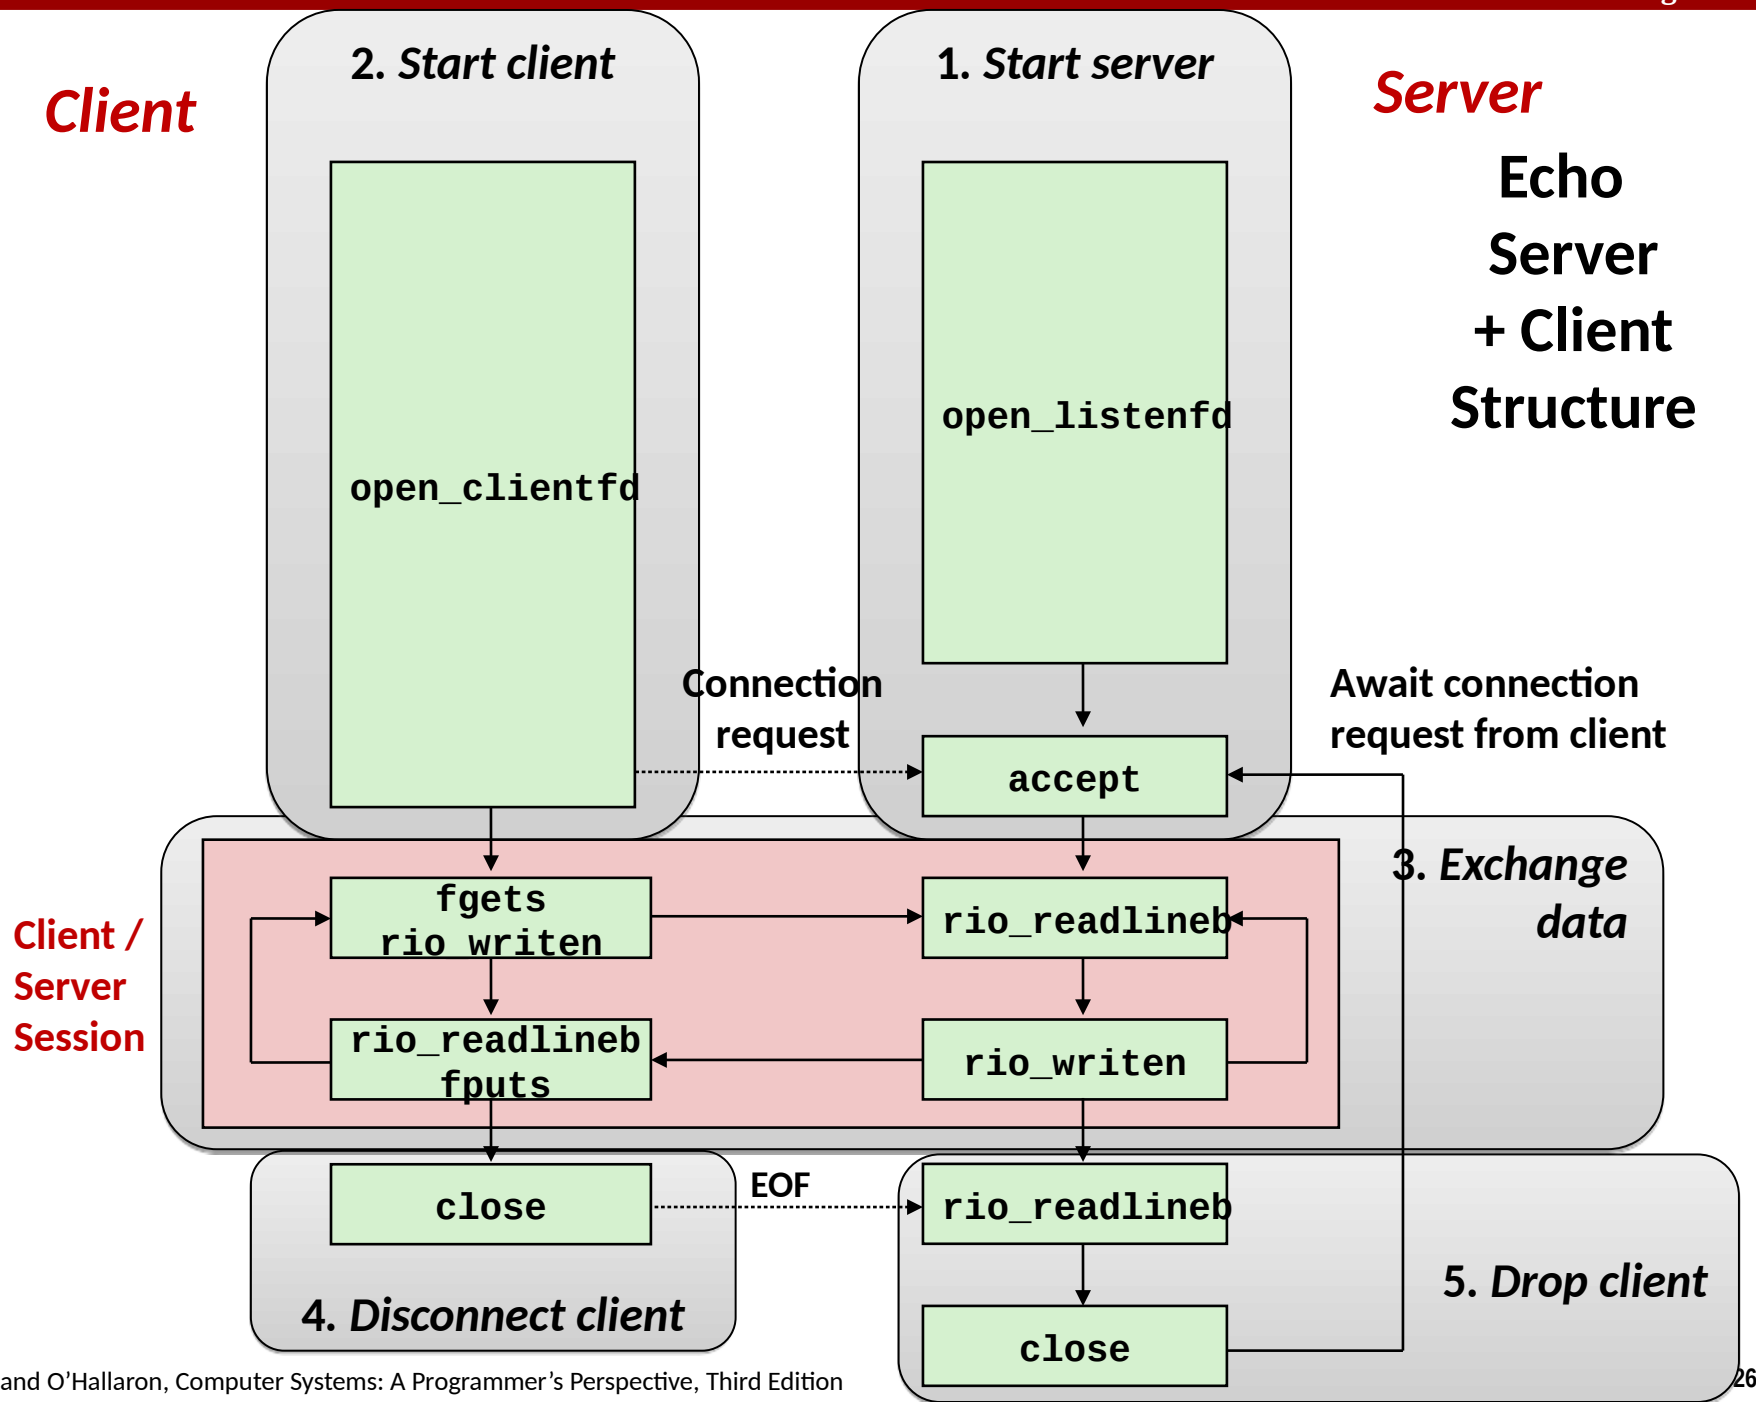 Client
2. Start client
1. Start server
Server
Echo
Server
+ Client
Structure
open_clientfd
open_listenfd
Connection
request
Await connection
request from client
accept
3. Exchange
data
Client /
Server
Session
fgets
rio_writen
rio_readlineb
rio_readlineb
fputs
rio_writen
close
EOF
rio_readlineb
4. Disconnect client
5. Drop client
close
and O’Hallaron, Computer Systems: A Programmer’s Perspective, Third Edition
26